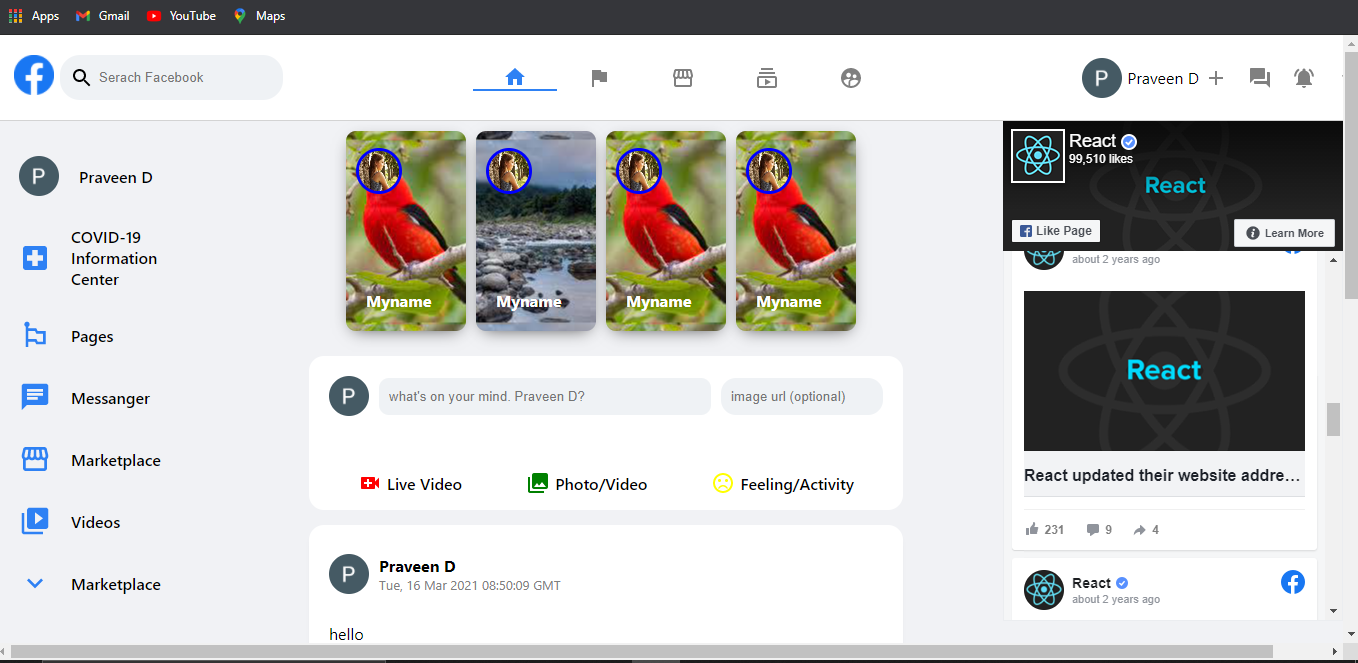 Apps Gmail YouTube Maps
Serach Facebook
P Praveen D
P Praveen D
COVID-19
Information
Center
Pages
Messanger
Marketplace
Videos
Marketplace
Myname Myname Myname Myname
P what's on your mind. Praveen D? image url (optional)
Live Video Photo/Video Feeling/Activity
P Praveen D
Tue, 16 Mar 2021 08:50:09 GMT
hello
React
99,510 likes
React
Like Page Learn More
about 2 years ago
React
React updated their website addre...
231 9 4
React
about 2 years ago